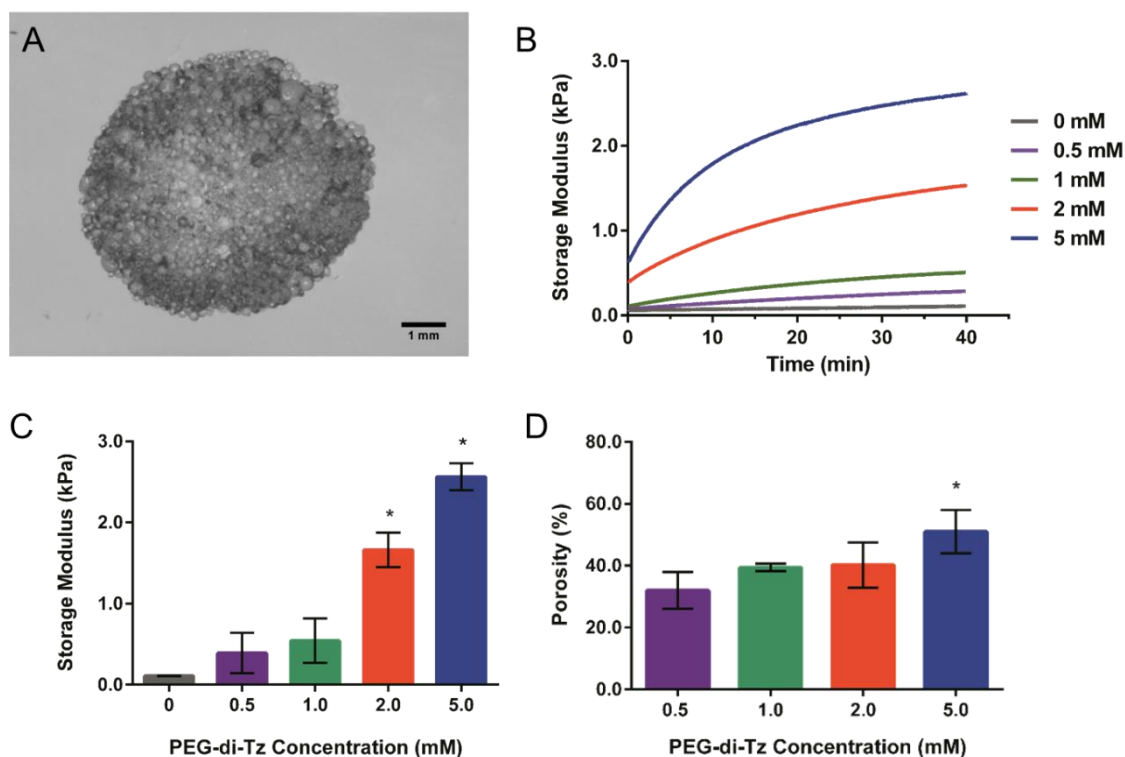 A
1 mm
B
Storage Modulus (kPa)
3.0
2.0
1.0
0.0
0 10 20 30 40
Time (min)
0 mM
0.5 mM
1 mM
2 mM
5 mM
C
Storage Modulus (kPa)
3.0
2.0
1.0
0.0
*
*
0 0.5 1.0 2.0 5.0
PEG-di-Tz Concentration (mM)
D
Porosity (%)
80.0
60.0
40.0
20.0
0.0
*
0.5 1.0 2.0 5.0
PEG-di-Tz Concentration (mM)